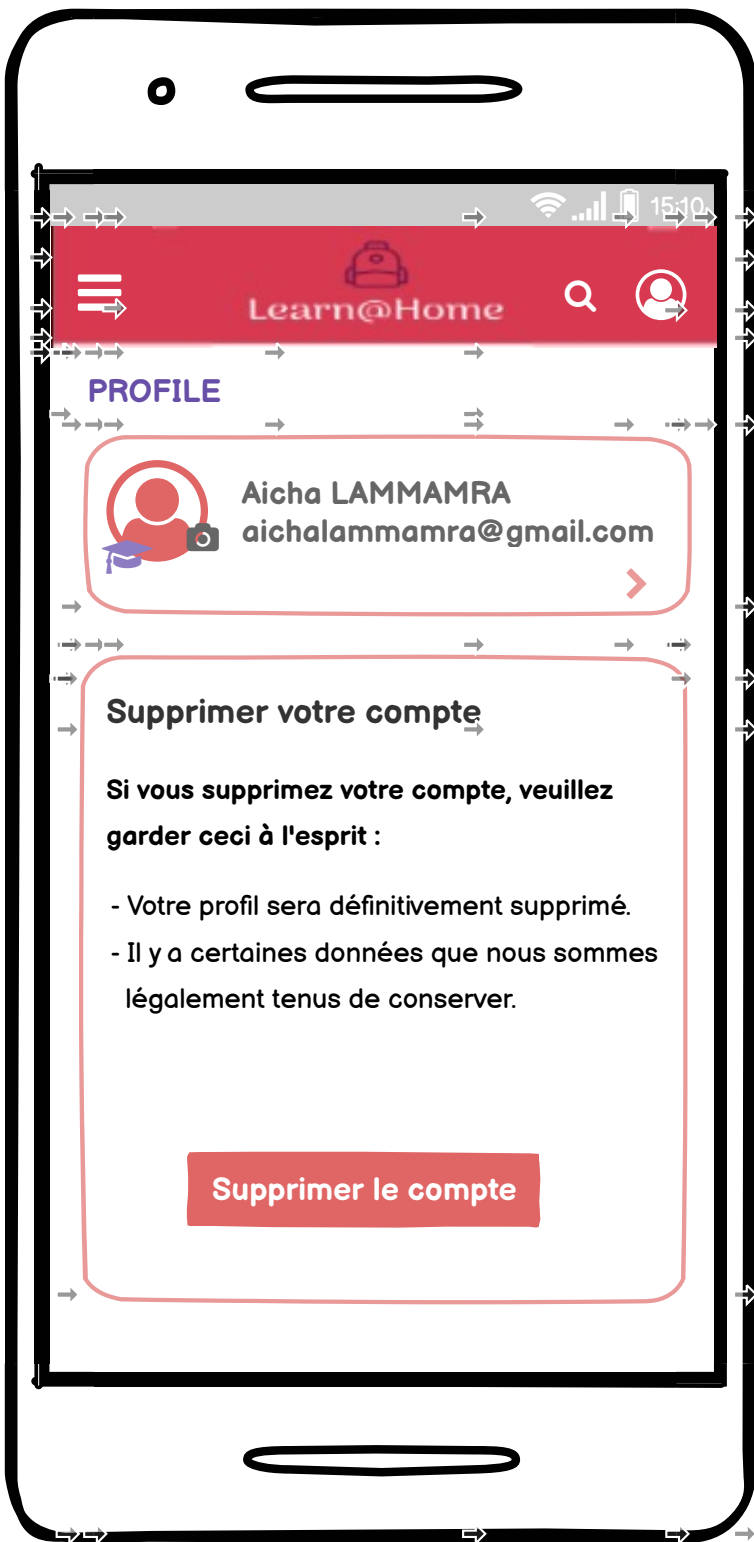 15:10
Learn@Home
PROFILE
Aicha LAMMAMRA
aichalammamra@gmail.com
Supprimer votre compte
Si vous supprimez votre compte, veuillez
garder ceci à l'esprit :
- Votre profil sera définitivement supprimé.
- Il y a certaines données que nous sommes
légalement tenus de conserver.
Supprimer le compte